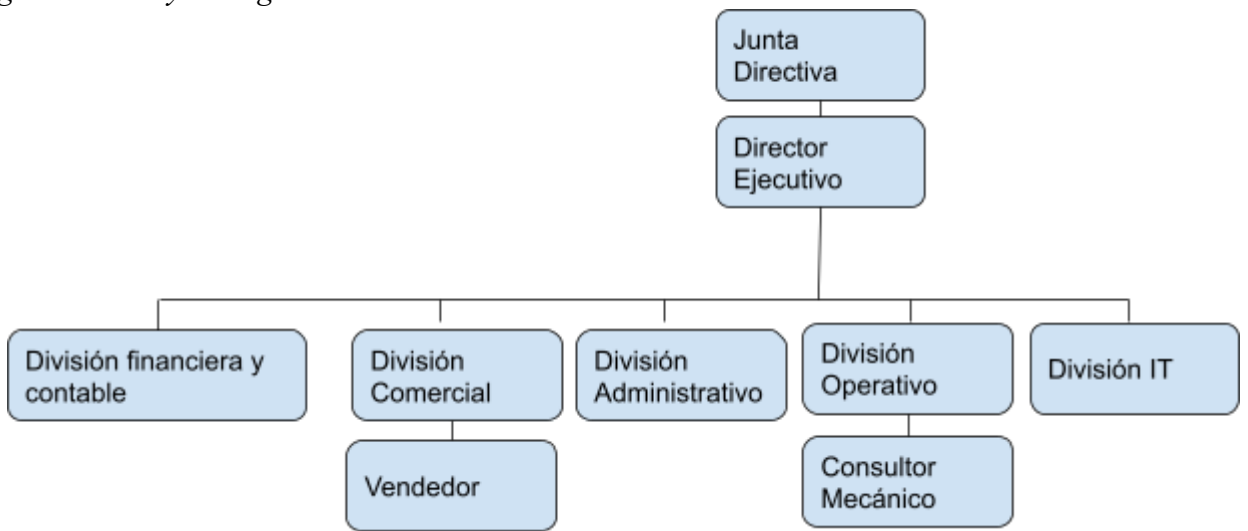 Junta
Directiva
Director
Ejecutivo
División financiera y
contable
División
Comercial
División
Administrativo
División
Operativo
División IT
Vendedor
Consultor
Mecánico